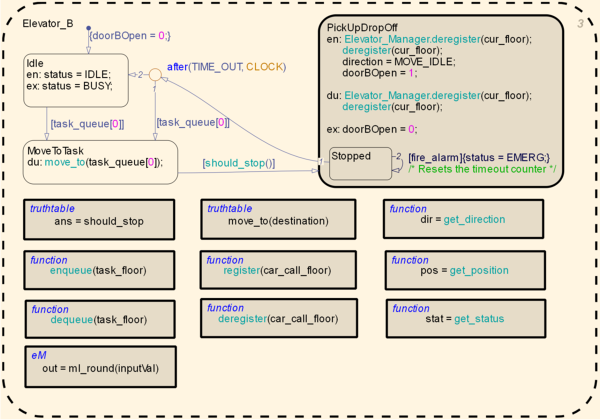 Elevator_B
3
{doorBOpen = 0;}
Idle
en: status = IDLE;
ex: status = BUSY;
2
after(TIME_OUT, CLOCK)
1
[task_queue[0]]
[task_queue[0]]
MoveToTask
du: move_to(task_queue[0]);
[should_stop()]
PickUpDropOff
en: Elevator_Manager.deregister(cur_floor);
deregister(cur_floor);
direction = MOVE_IDLE;
doorBOpen = 1;
du: Elevator_Manager.deregister(cur_floor);
deregister(cur_floor);
ex: doorBOpen = 0;
1
Stopped
2
[fire_alarm]{status = EMERG;}
/* Resets the timeout counter */
truthtable
ans = should_stop
truthtable
move_to(destination)
function
dir = get_direction
function
enqueue(task_floor)
function
register(car_call_floor)
function
pos = get_position
function
dequeue(task_floor)
function
deregister(car_call_floor)
function
stat = get_status
eM
out = ml_round(inputVal)